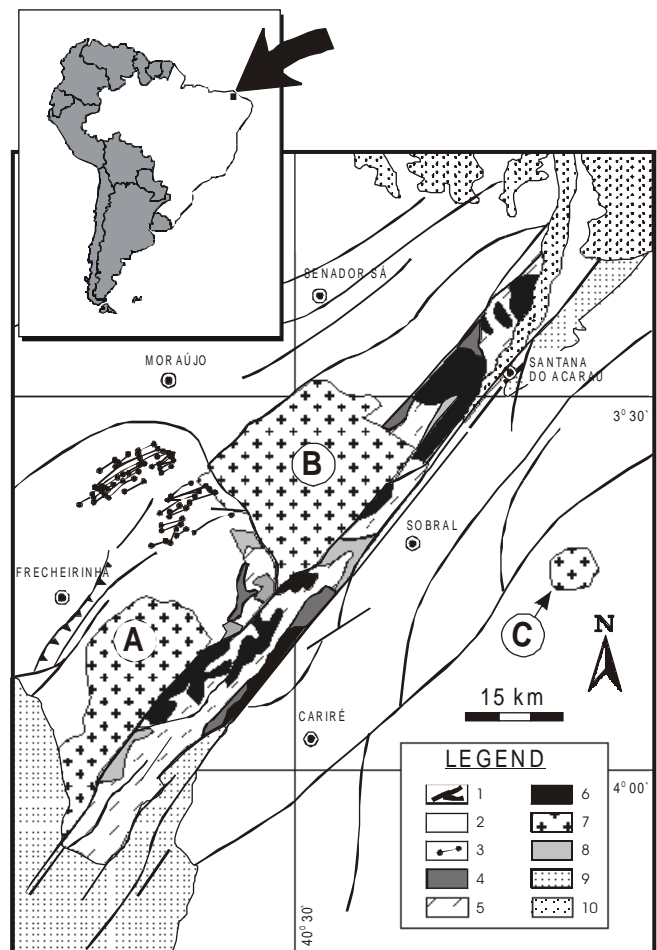 SENADOR SÁ
MORAÚJO
SANTANA
DO ACARAÚ
3° 30`
B
SOBRAL
FRECHEIRINHA
A
C
N
15 km
CARIRÉ
LEGEND
1
6
2
7
3
8
4
9
5
10
4° 00`
40° 30`